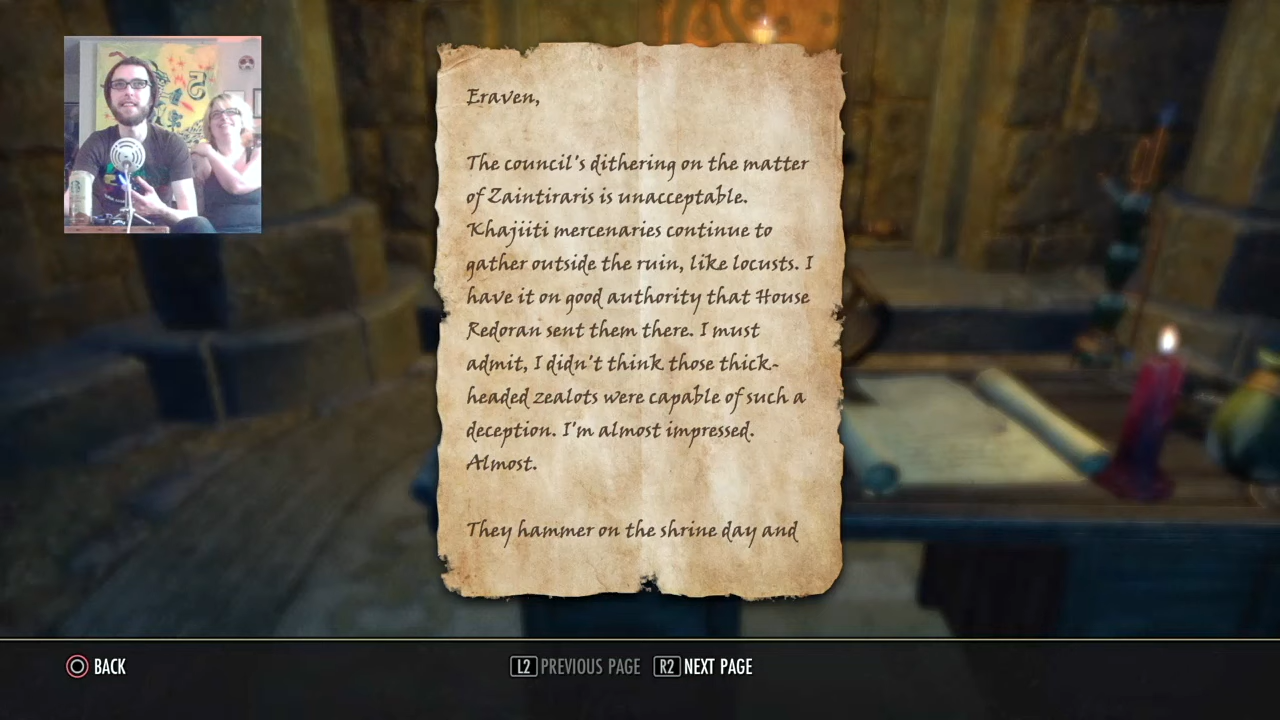 Eraven,
The council's dithering on the matter
of Zaintiraris is unacceptable.
Khajiiti mercenaries continue to
gather outside the ruin, like locusts. I
have it on good authority that House
Redoran sent them there. I must
admit, I didn't think those thick-
headed zealots were capable of such a
deception. I'm almost impressed.
Almost.
They hammer on the shrine day and
BACK
L2 PREVIOUS PAGE R2 NEXT PAGE